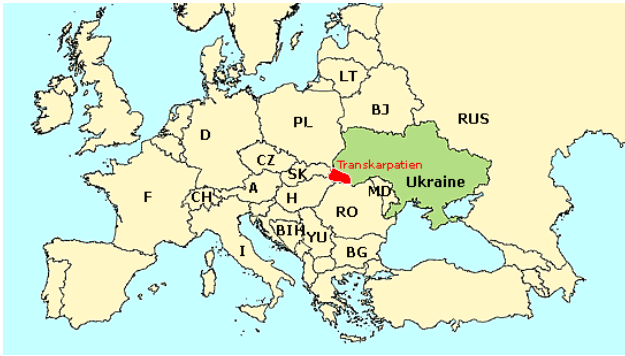 LT
BJ
RUS
PL
D
Transkarpatien
CZ
SK
Ukraine
A
MD
F
CH
H
RO
BIH
YU
I
BG